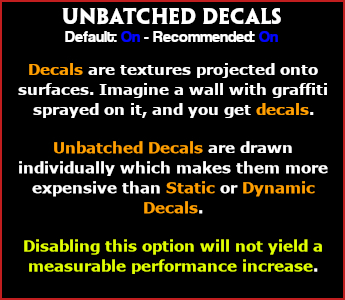 UNBATCHED DECALS
Default: On - Recommended: On
Decals are textures projected onto
surfaces. Imagine a wall with graffiti
sprayed on it, and you get decals.
Unbatched Decals are drawn
individually which makes them more
expensive than Static or Dynamic
Decals.
Disabling this option will not yield a
measurable performance increase.